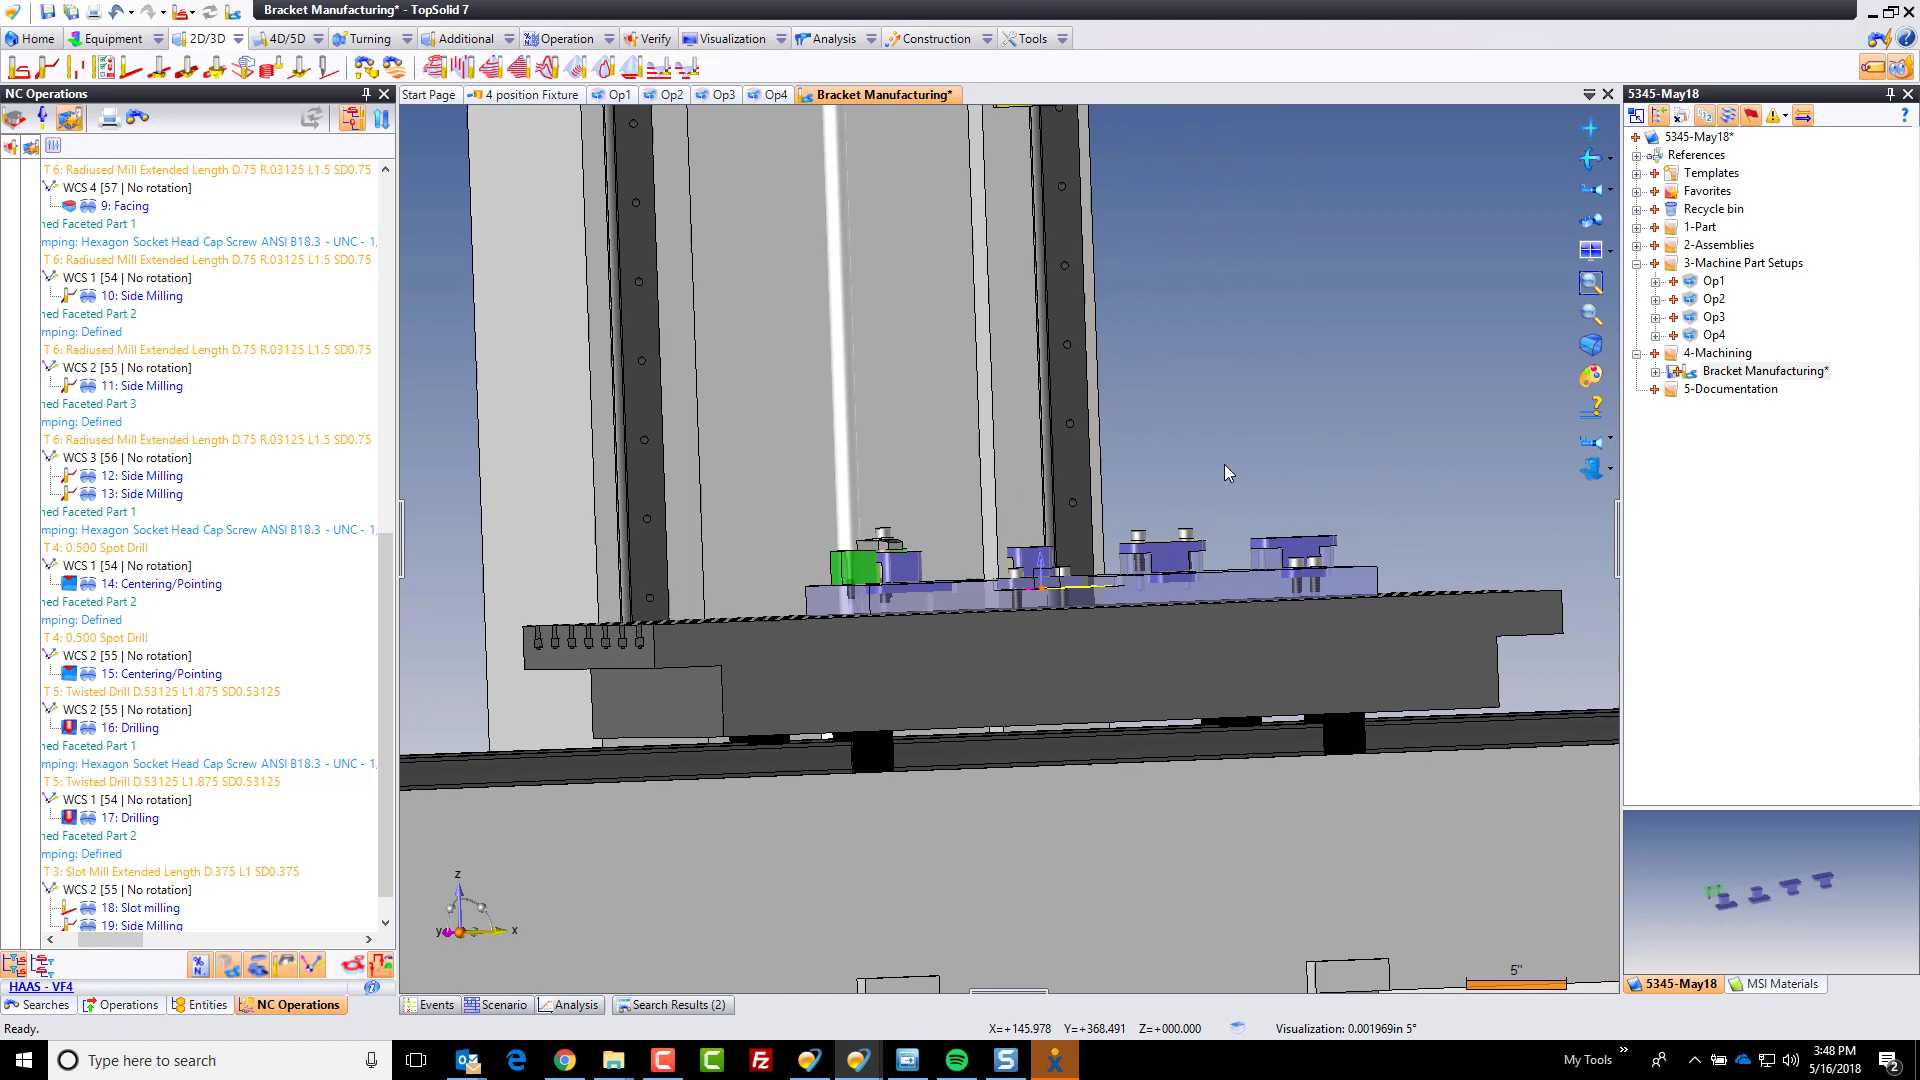 Bracket Manufacturing* - TopSolid 7
Home
Equipment
2D/3D
4D/5D
Turning
Additional
Operation
Verify
Visualization
Analysis
Construction
Tools
NC Operations
T 6: Radiused Mill Extended Length D.75 R.03125 L1.5 SD0.75
WCS 4 [57 | No rotation]
9: Facing
ned Faceted Part 1
mping: Hexagon Socket Head Cap Screw ANSI B18.3 - UNC - 1,
T 6: Radiused Mill Extended Length D.75 R.03125 L1.5 SD0.75
WCS 1 [54 | No rotation]
10: Side Milling
ned Faceted Part 2
mping: Defined
T 6: Radiused Mill Extended Length D.75 R.03125 L1.5 SD0.75
WCS 2 [55 | No rotation]
11: Side Milling
ned Faceted Part 3
mping: Defined
T 6: Radiused Mill Extended Length D.75 R.03125 L1.5 SD0.75
WCS 3 [56 | No rotation]
12: Side Milling
13: Side Milling
ned Faceted Part 1
mping: Hexagon Socket Head Cap Screw ANSI B18.3 - UNC - 1,
T 4: 0.500 Spot Drill
WCS 1 [54 | No rotation]
14: Centering/Pointing
ned Faceted Part 2
mping: Defined
T 4: 0.500 Spot Drill
WCS 2 [55 | No rotation]
15: Centering/Pointing
T 5: Twisted Drill D.53125 L1.875 SD0.53125
WCS 2 [55 | No rotation]
16: Drilling
ned Faceted Part 1
mping: Hexagon Socket Head Cap Screw ANSI B18.3 - UNC - 1,
T 5: Twisted Drill D.53125 L1.875 SD0.53125
WCS 1 [54 | No rotation]
17: Drilling
ned Faceted Part 2
mping: Defined
T 3: Slot Mill Extended Length D.375 L1 SD0.375
WCS 2 [55 | No rotation]
18: Slot milling
19: Side Milling
HAAS - VF4
Searches
Operations
Entities
NC Operations
Start Page
4 position Fixture
Op1
Op2
Op3
Op4
Bracket Manufacturing*
z
y
x
5"
Events
Scenario
Analysis
Search Results (2)
5345-May18
5345-May18*
References
Templates
Favorites
Recycle bin
1-Part
2-Assemblies
3-Machine Part Setups
Op1
Op2
Op3
Op4
4-Machining
Bracket Manufacturing*
5-Documentation
5345-May18
MSI Materials
Ready.
X=+145.978
Y=+368.491
Z=+000.000
Visualization: 0.001969in 5°
Type here to search
My Tools
3:48 PM
5/16/2018
2